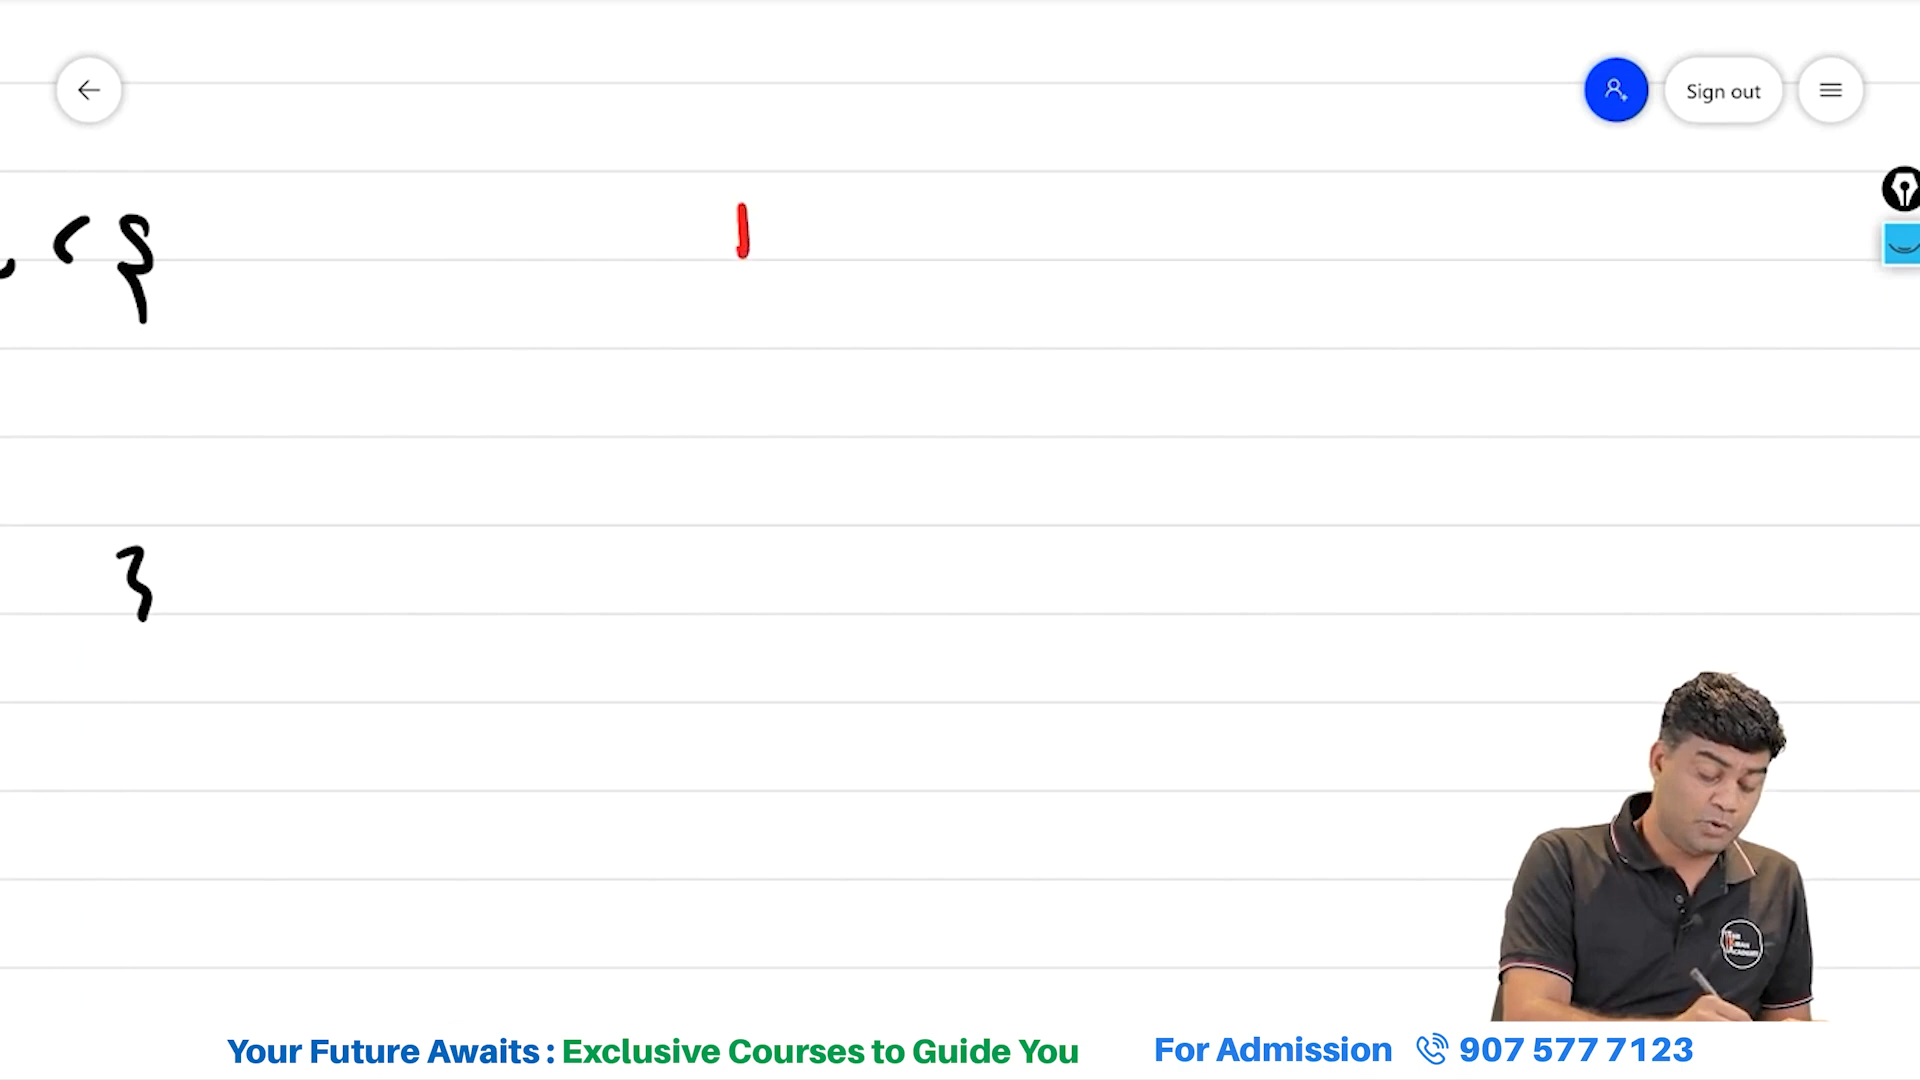 Sign out
{
}
Your Future Awaits : Exclusive Courses to Guide You
For Admission 907 577 7123